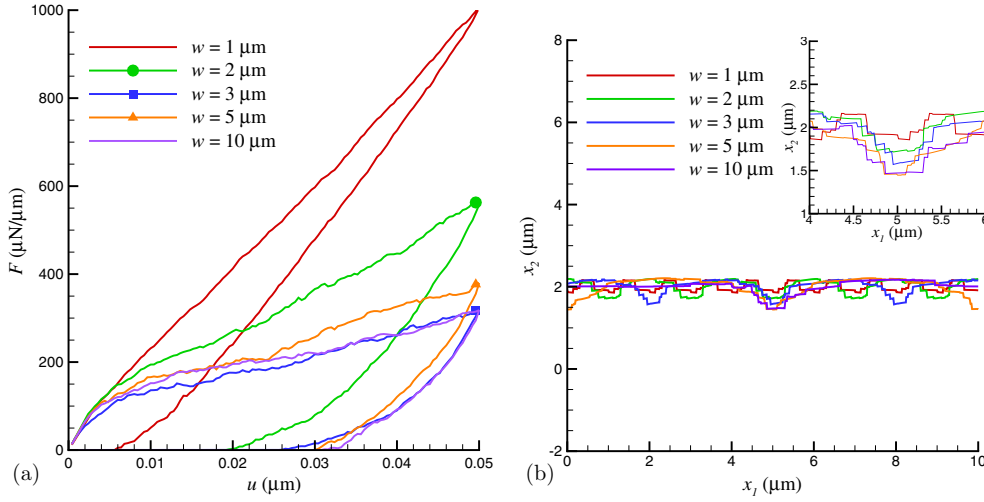 1000
800
600
400
200
0
F (μN/μm)
w = 1 μm
w = 2 μm
w = 3 μm
w = 5 μm
w = 10 μm
0 0.01 0.02 0.03 0.04 0.05
u (μm)
(a)
8
6
4
2
0
-2
x2 (μm)
w = 1 μm
w = 2 μm
w = 3 μm
w = 5 μm
w = 10 μm
3
2.5
2
1.5
1
x2 (μm)
4 4.5 5 5.5 6
x1 (μm)
0 2 4 6 8 10
x1 (μm)
(b)